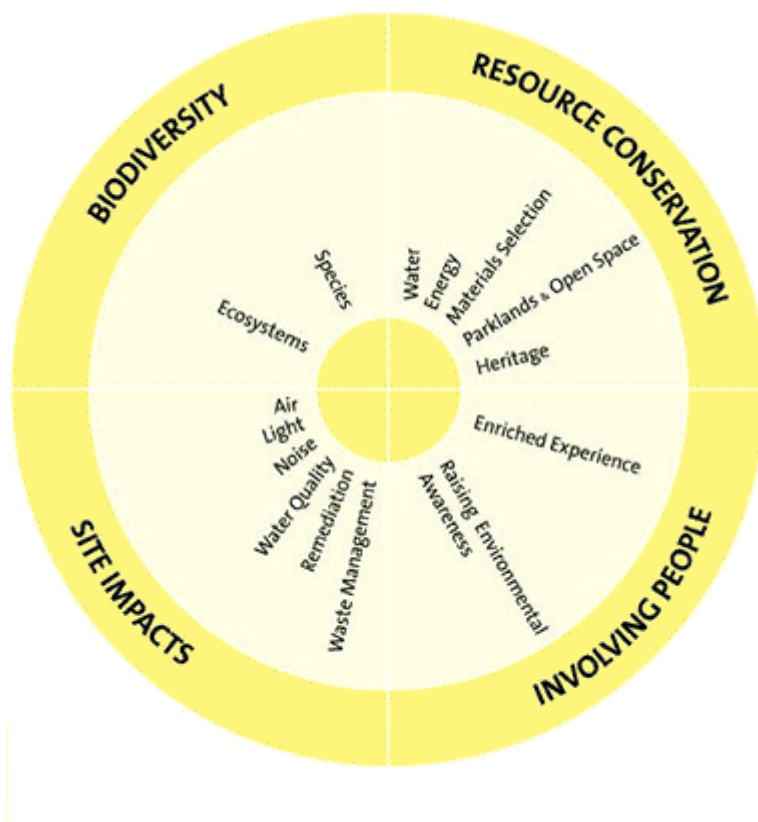 BIODIVERSITY
Ecosystems
Species
RESOURCE CONSERVATION
Water
Energy
Materials Selection
Parklands & Open Space
Heritage
INVOLVING PEOPLE
Enriched Experience
Raising Environmental
Awareness
SITE IMPACTS
Air
Light
Noise
Water Quality
Remediation
Waste Management